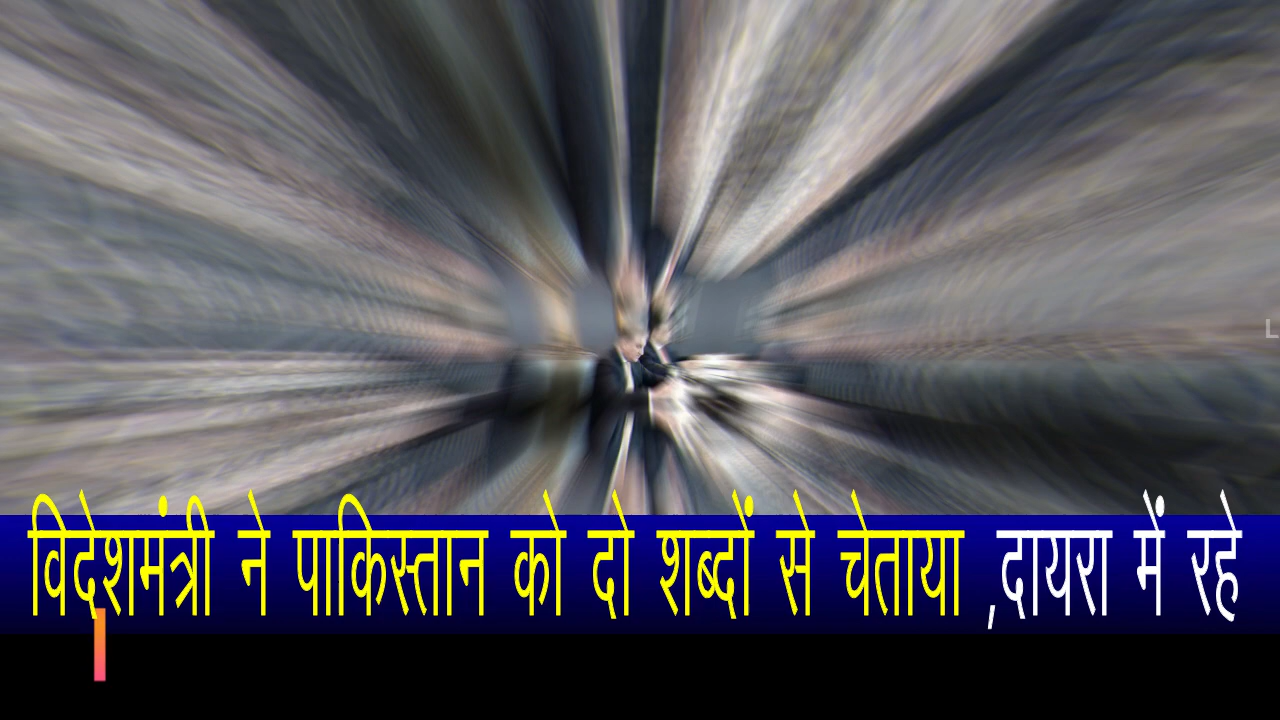 विदेशमंत्री ने पाकिस्तान को दो शब्दों से चेताया ,दायरा में रहे
L